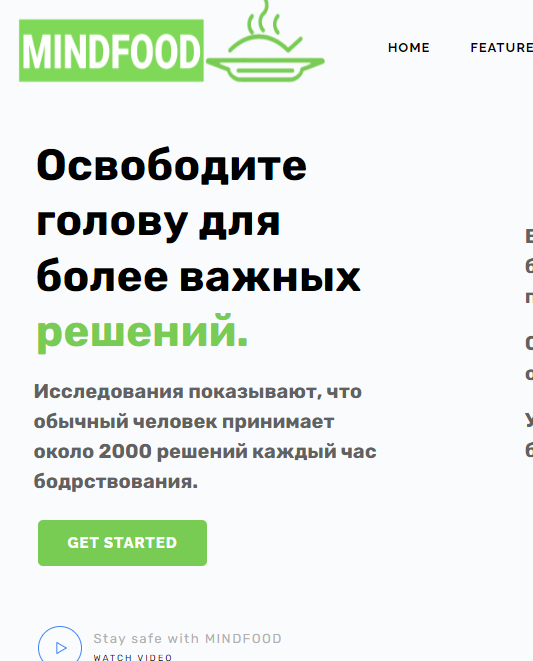 MINDFOOD
HOME FEATURE
Освободите
голову для
более важных
решений.
Исследования показывают, что
обычный человек принимает
около 2000 решений каждый час
бодрствования.
GET STARTED
Stay safe with MINDFOOD
WATCH VIDEO